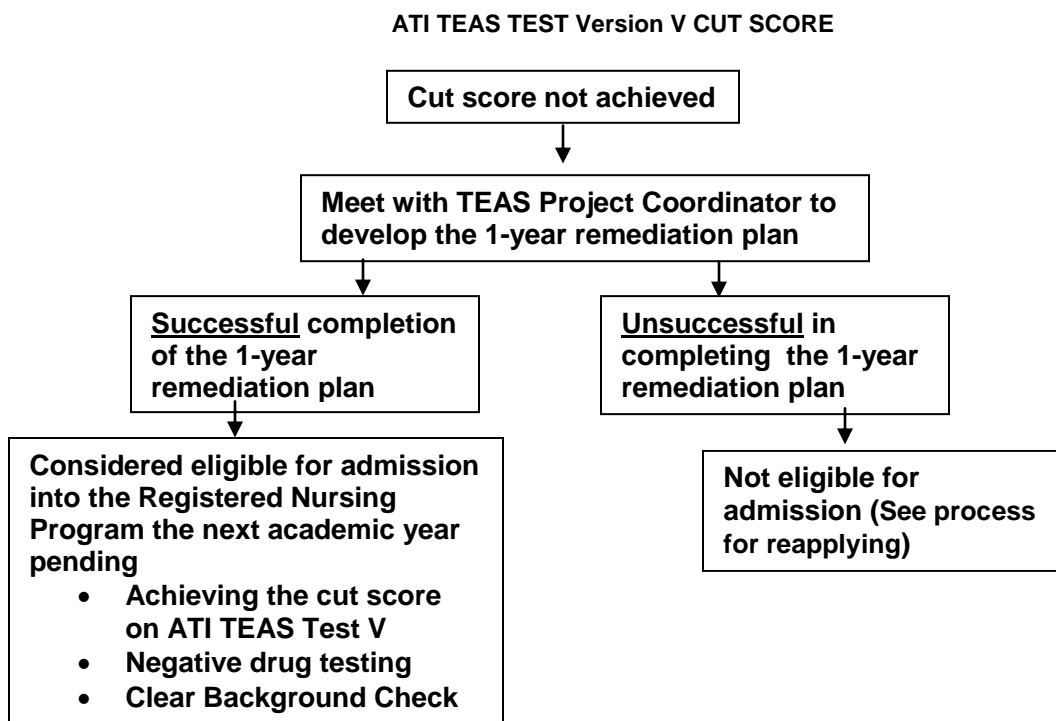 ATI TEAS TEST Version V CUT SCORE
Cut score not achieved
Meet with TEAS Project Coordinator to
develop the 1-year remediation plan
Successful completion
of the 1-year
remediation plan
Unsuccessful in
completing the 1-year
remediation plan
Considered eligible for admission
into the Registered Nursing
Program the next academic year
pending
• Achieving the cut score
on ATI TEAS Test V
• Negative drug testing
• Clear Background Check
Not eligible for
admission (See process
for reapplying)